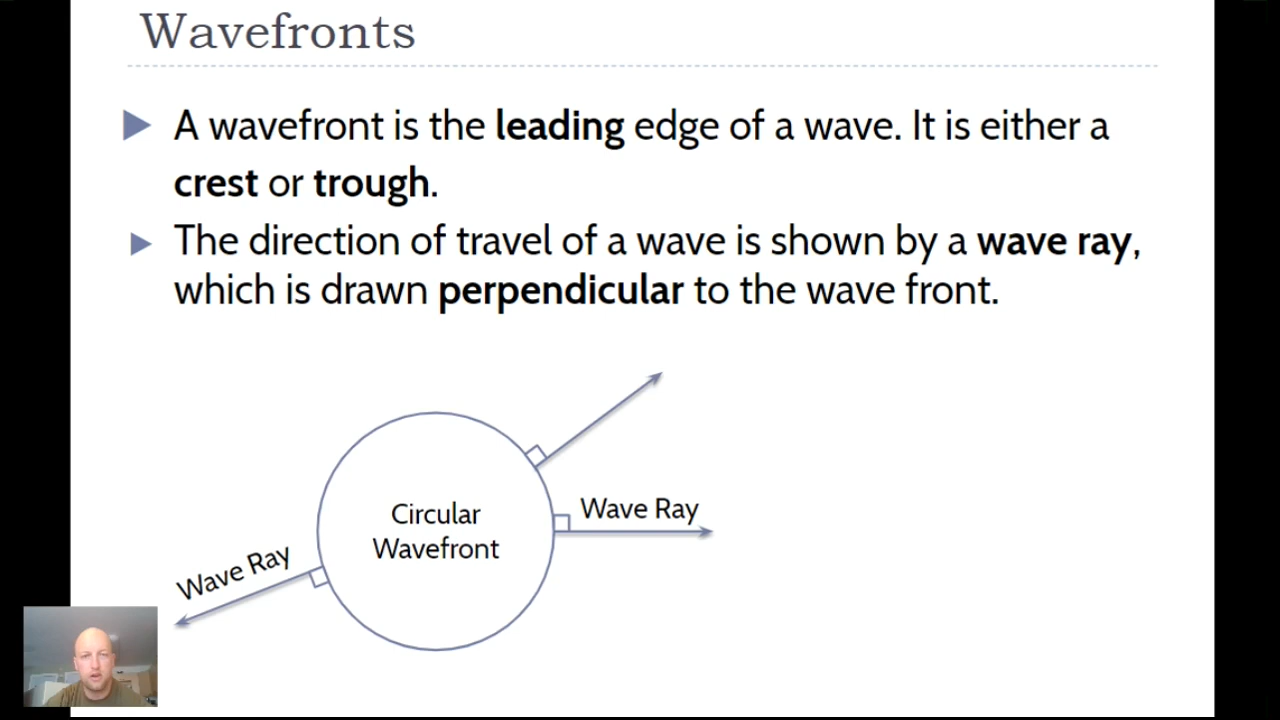 Wavefronts
A wavefront is the leading edge of a wave. It is either a
crest or trough.
The direction of travel of a wave is shown by a wave ray,
which is drawn perpendicular to the wave front.
Circular
Wavefront
Wave Ray
Wave Ray